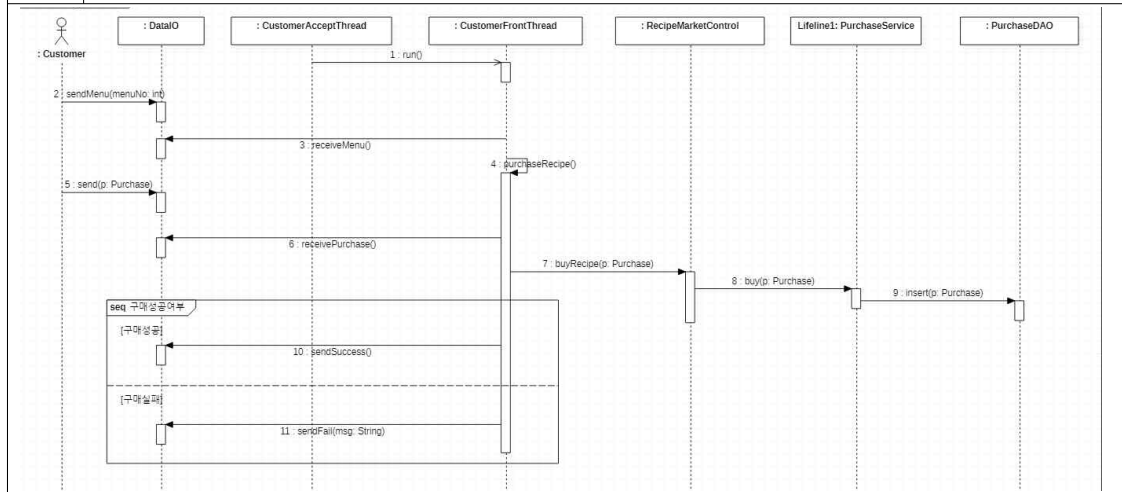 : DataIO
: CustomerAcceptThread
: CustomerFrontThread
: RecipeMarketControl
Lifeline1: PurchaseService
: PurchaseDAO
: Customer
1 : run()
2 : sendMenu(menuNo: int)
3 : receiveMenu()
4 : purchaseRecipe()
5 : send(p: Purchase)
6 : receivePurchase()
7 : buyRecipe(p: Purchase)
8 : buy(p: Purchase)
9 : insert(p: Purchase)
seq 구매성공여부
[구매성공]
10 : sendSuccess()
[구매실패]
11 : sendFail(msg: String)